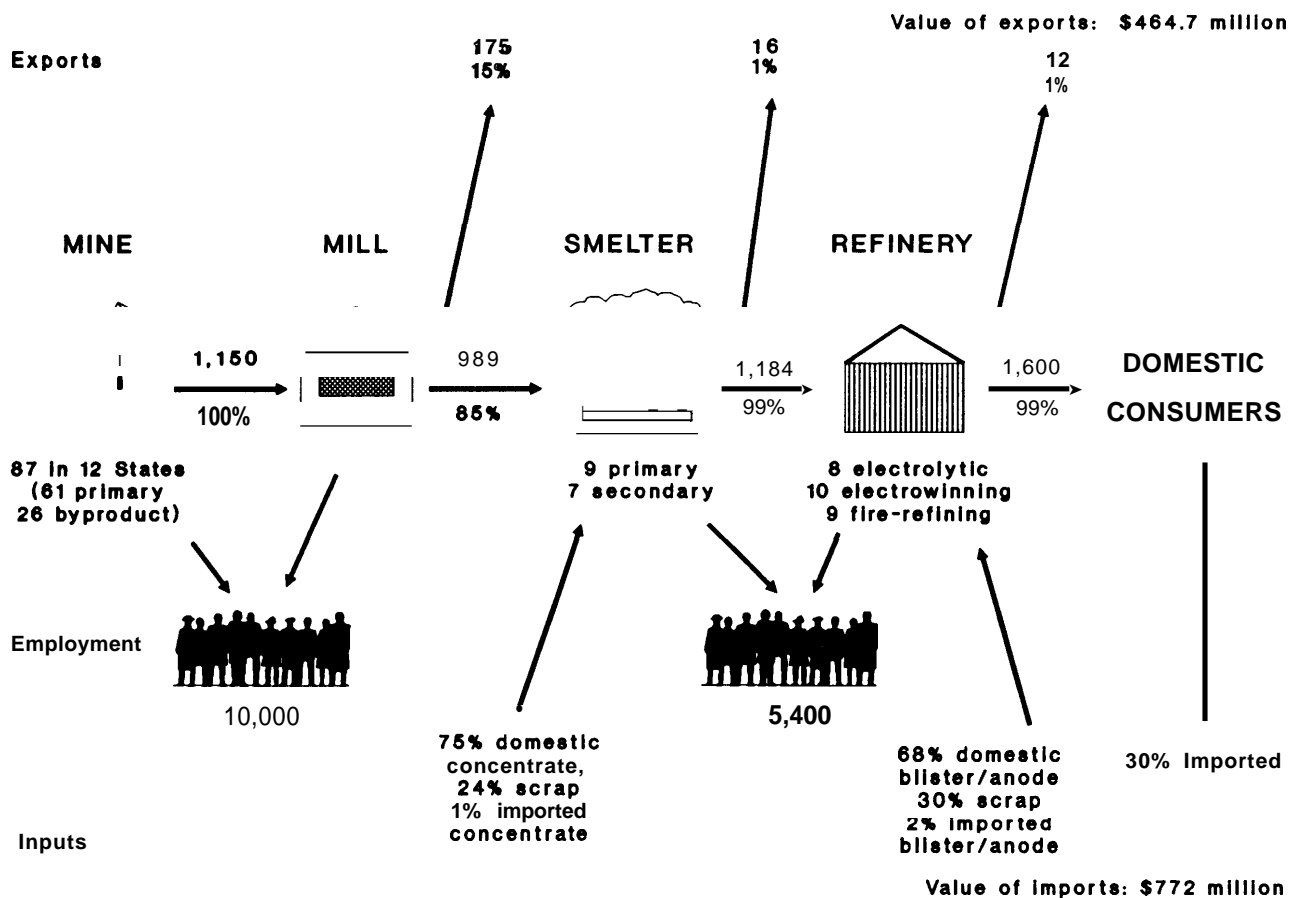 Value of exports: $464.7 million
Exports
175
15%
16
1%
12
1%
MINE
MILL
SMELTER
REFINERY
1,150
100%
989
85%
1,184
99%
1,600
99%
DOMESTIC
CONSUMERS
87 in 12 States
(61 primary
26 byproduct)
9 primary
7 secondary
8 electrolytic
10 electrowinning
9 fire-refining
Employment
10,000
5,400
75% domestic
concentrate,
24% scrap
1% imported
concentrate
68% domestic
blister/anode
30% scrap
2% imported
blister/anode
30% Imported
Inputs
Value of imports: $772 million